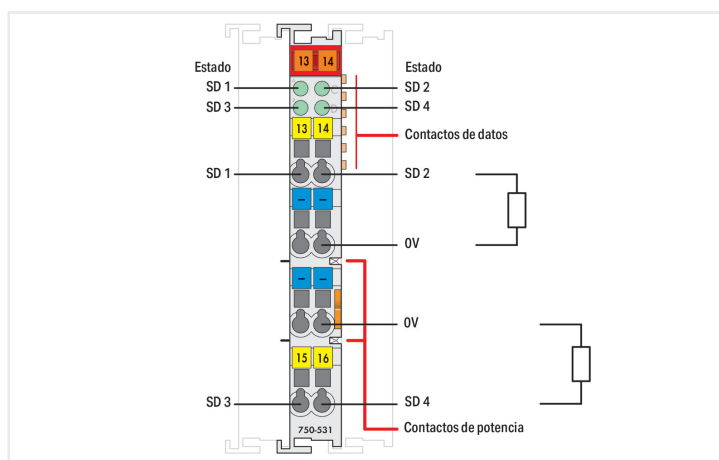 13 14
Estado
Estado
SD 1
SD 2
SD 3
SD 4
13 14
Contactos de datos
SD 1
SD 2
– –
0V
– –
0V
15 16
SD 3
SD 4
Contactos de potencia
750-531